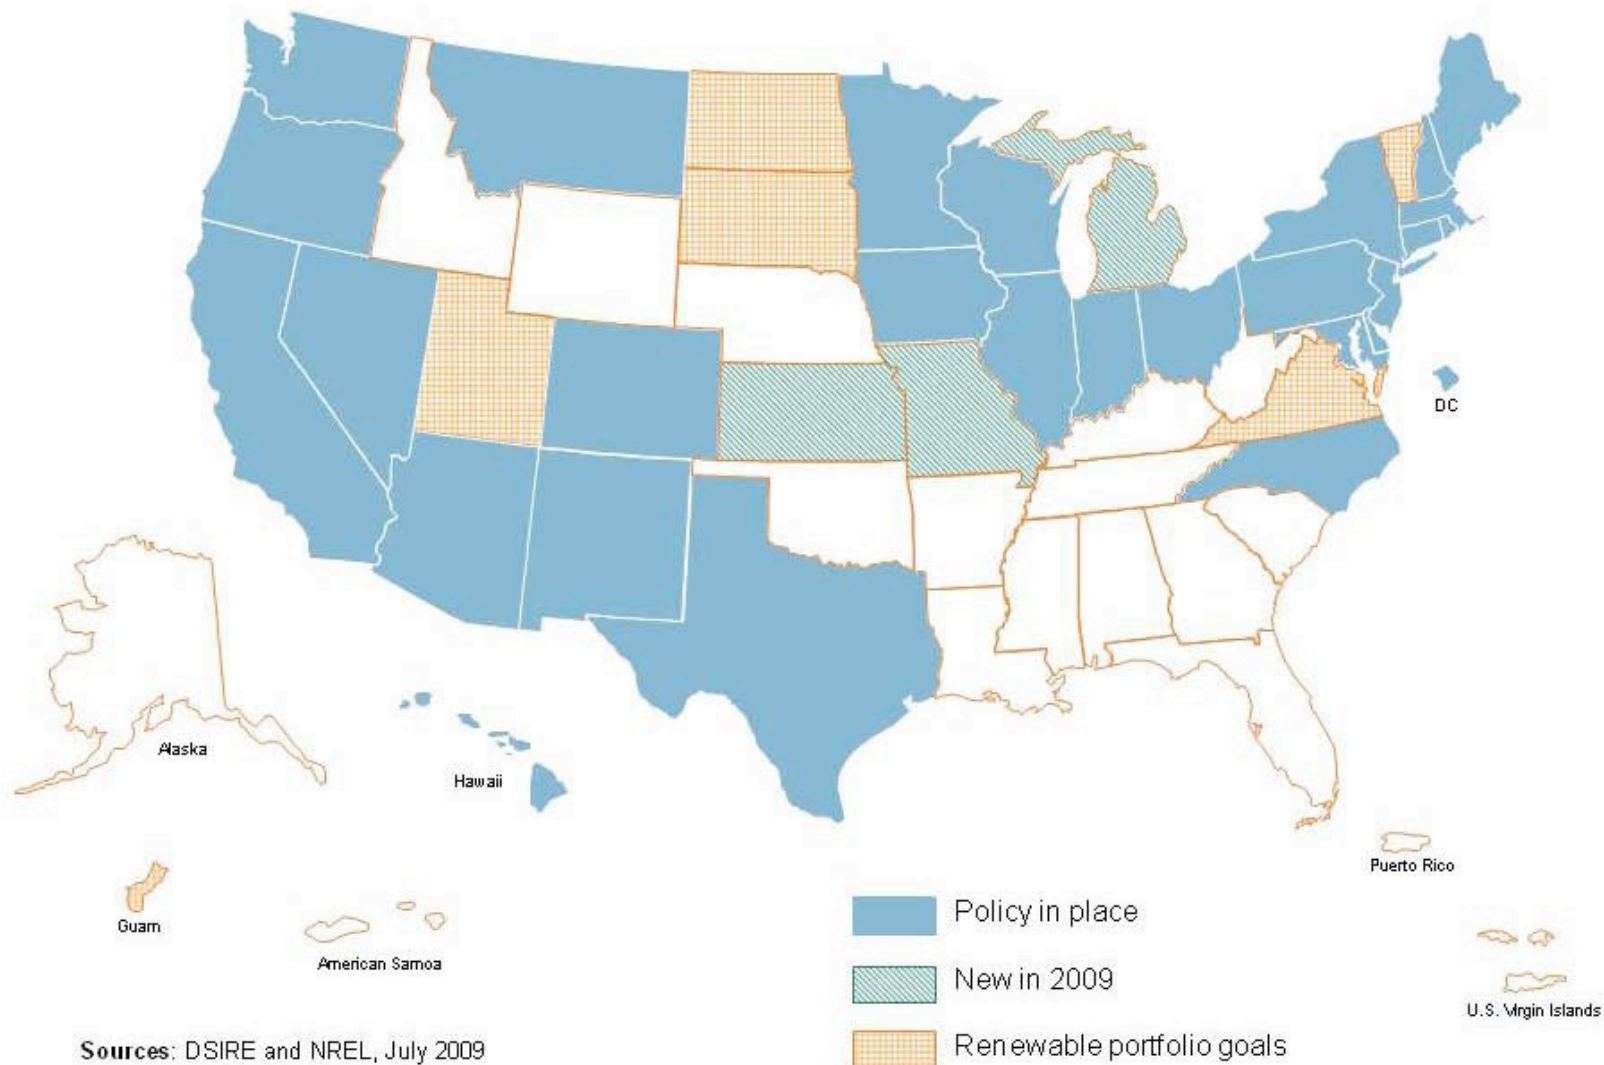 DC
Alaska
Hawaii
Puerto Rico
Guam
American Samoa
U.S. Virgin Islands
Policy in place
New in 2009
Renewable portfolio goals
Sources: DSIRE and NREL, July 2009